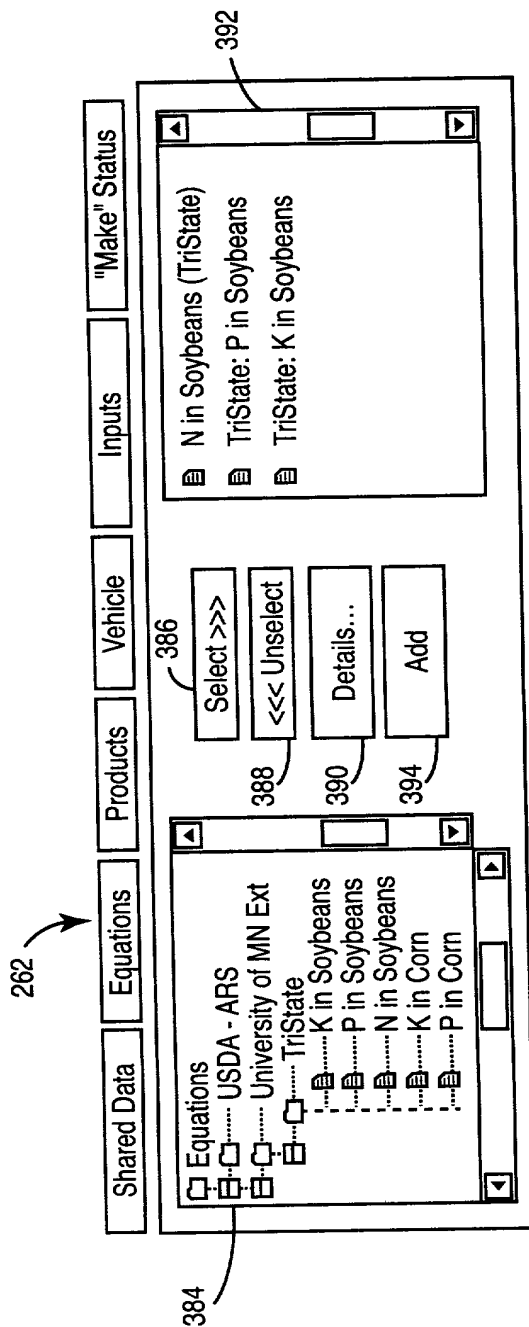 262
Shared Data
Equations
Products
Vehicle
Inputs
"Make" Status
384
Equations
USDA - ARS
University of MN Ext
TriState
K in Soybeans
P in Soybeans
N in Soybeans
K in Corn
P in Corn
386
Select >>>
<<< Unselect
388
Details...
390
Add
394
N in Soybeans (TriState)
TriState: P in Soybeans
TriState: K in Soybeans
392